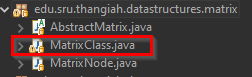 edu.sru.thangiah.datastructures.matrix
AbstractMatrix.java
MatrixClass.java
MatrixNode.java